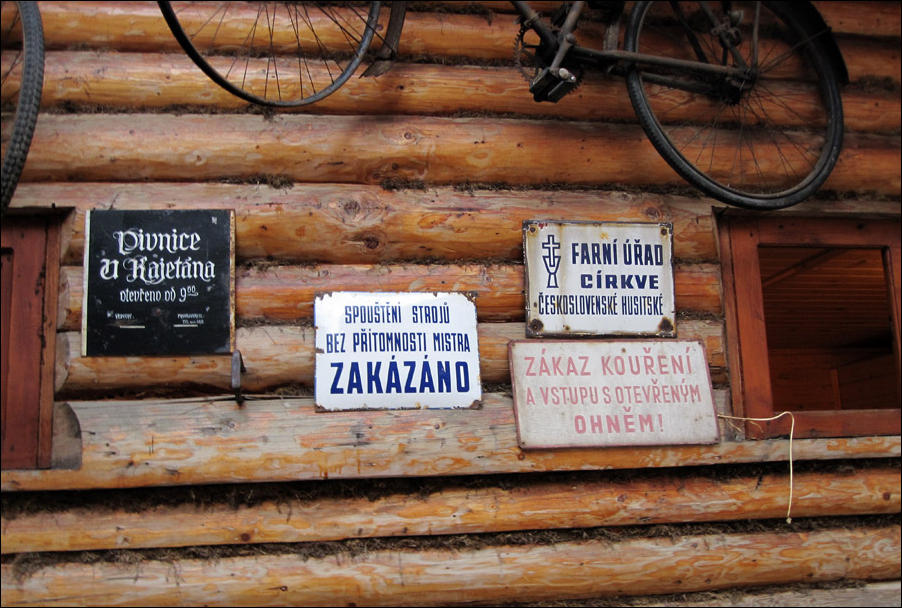 Pivnice
U Kajetána
otevřeno od 9⁰⁰
SPOUŠTĚNÍ STROJŮ
BEZ PŘÍTOMNOSTI MISTRA
ZAKÁZÁNO
FARNÍ ÚŘAD
CÍRKVE
ČESKOSLOVENSKÉ HUSITSKÉ
ZÁKAZ KOUŘENÍ
A VSTUPU S OTEVŘENÝM
OHNĚM!